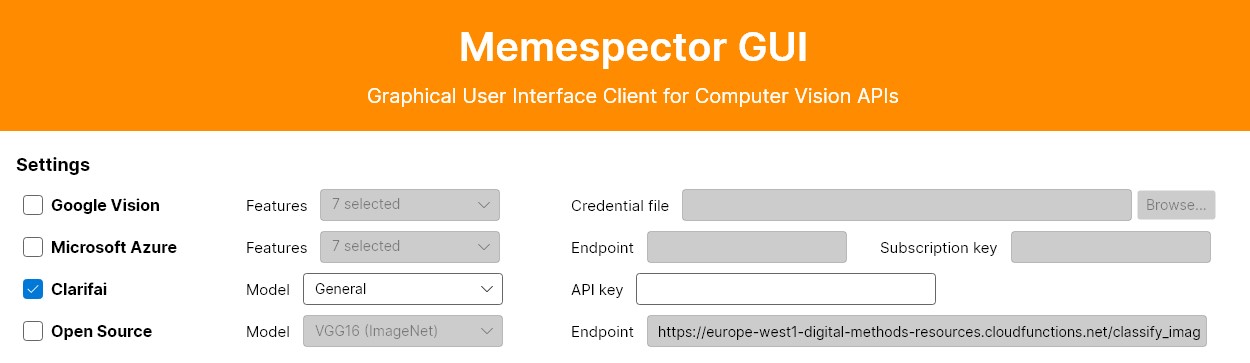 Memespector GUI
Graphical User Interface Client for Computer Vision APIs
Settings
Google Vision Features 7 selected Credential file Browse...
Microsoft Azure Features 7 selected Endpoint Subscription key
Clarifai Model General API key
Open Source Model VGG16 (ImageNet) Endpoint https://europe-west1-digital-methods-resources.cloudfunctions.net/classify_imag